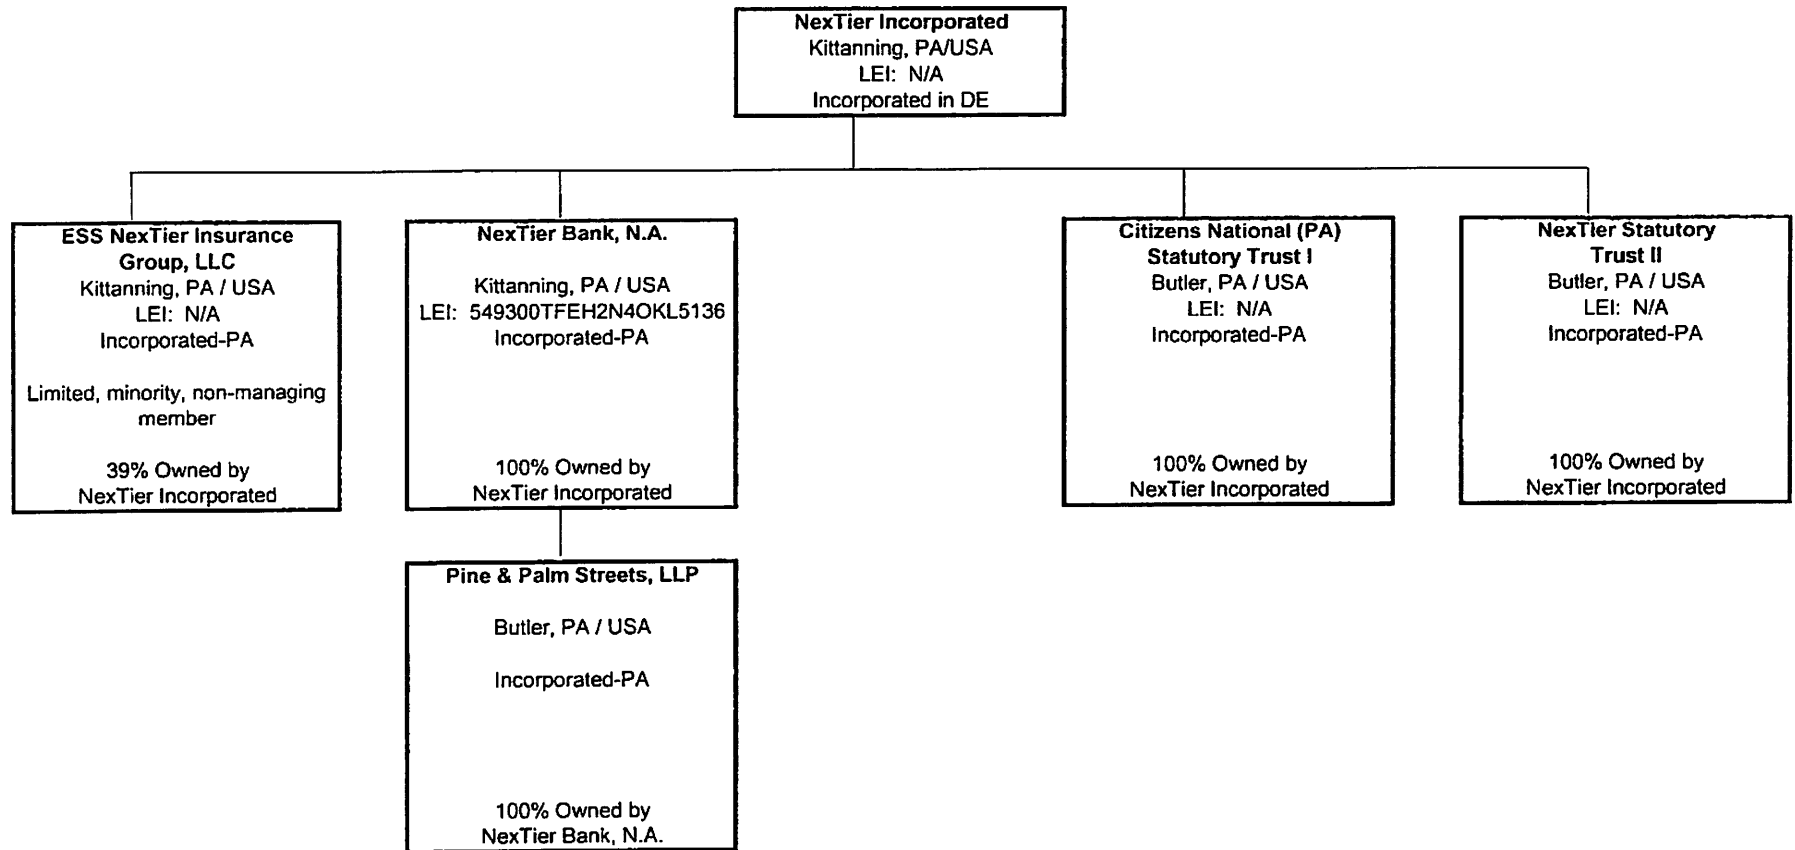 NexTier Incorporated
Kittanning, PA/USA
LEI: N/A
Incorporated in DE
ESS NexTier Insurance
Group, LLC
Kittanning, PA / USA
LEI: N/A
Incorporated-PA
Limited, minority, non-managing
member
39% Owned by
NexTier Incorporated
NexTier Bank, N.A.
Kittanning, PA / USA
LEI: 549300TFEH2N4OKL5136
Incorporated-PA
100% Owned by
NexTier Incorporated
Citizens National (PA)
Statutory Trust I
Butler, PA / USA
LEI: N/A
Incorporated-PA
100% Owned by
NexTier Incorporated
NexTier Statutory
Trust II
Butler, PA / USA
LEI: N/A
Incorporated-PA
100% Owned by
NexTier Incorporated
Pine & Palm Streets, LLP
Butler, PA / USA
Incorporated-PA
100% Owned by
NexTier Bank, N.A.